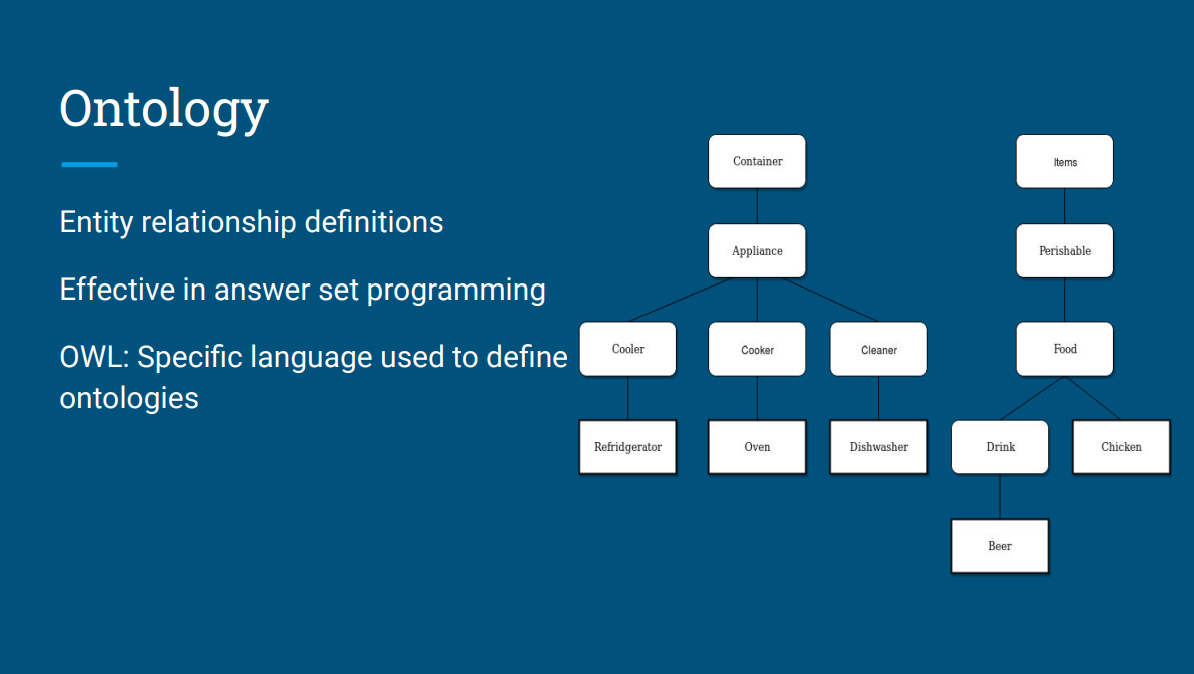 Ontology
Entity relationship definitions
Effective in answer set programming
OWL: Specific language used to define
ontologies
Container
Items
Appliance
Perishable
Cooler
Cooker
Cleaner
Food
Refridgerator
Oven
Dishwasher
Drink
Chicken
Beer